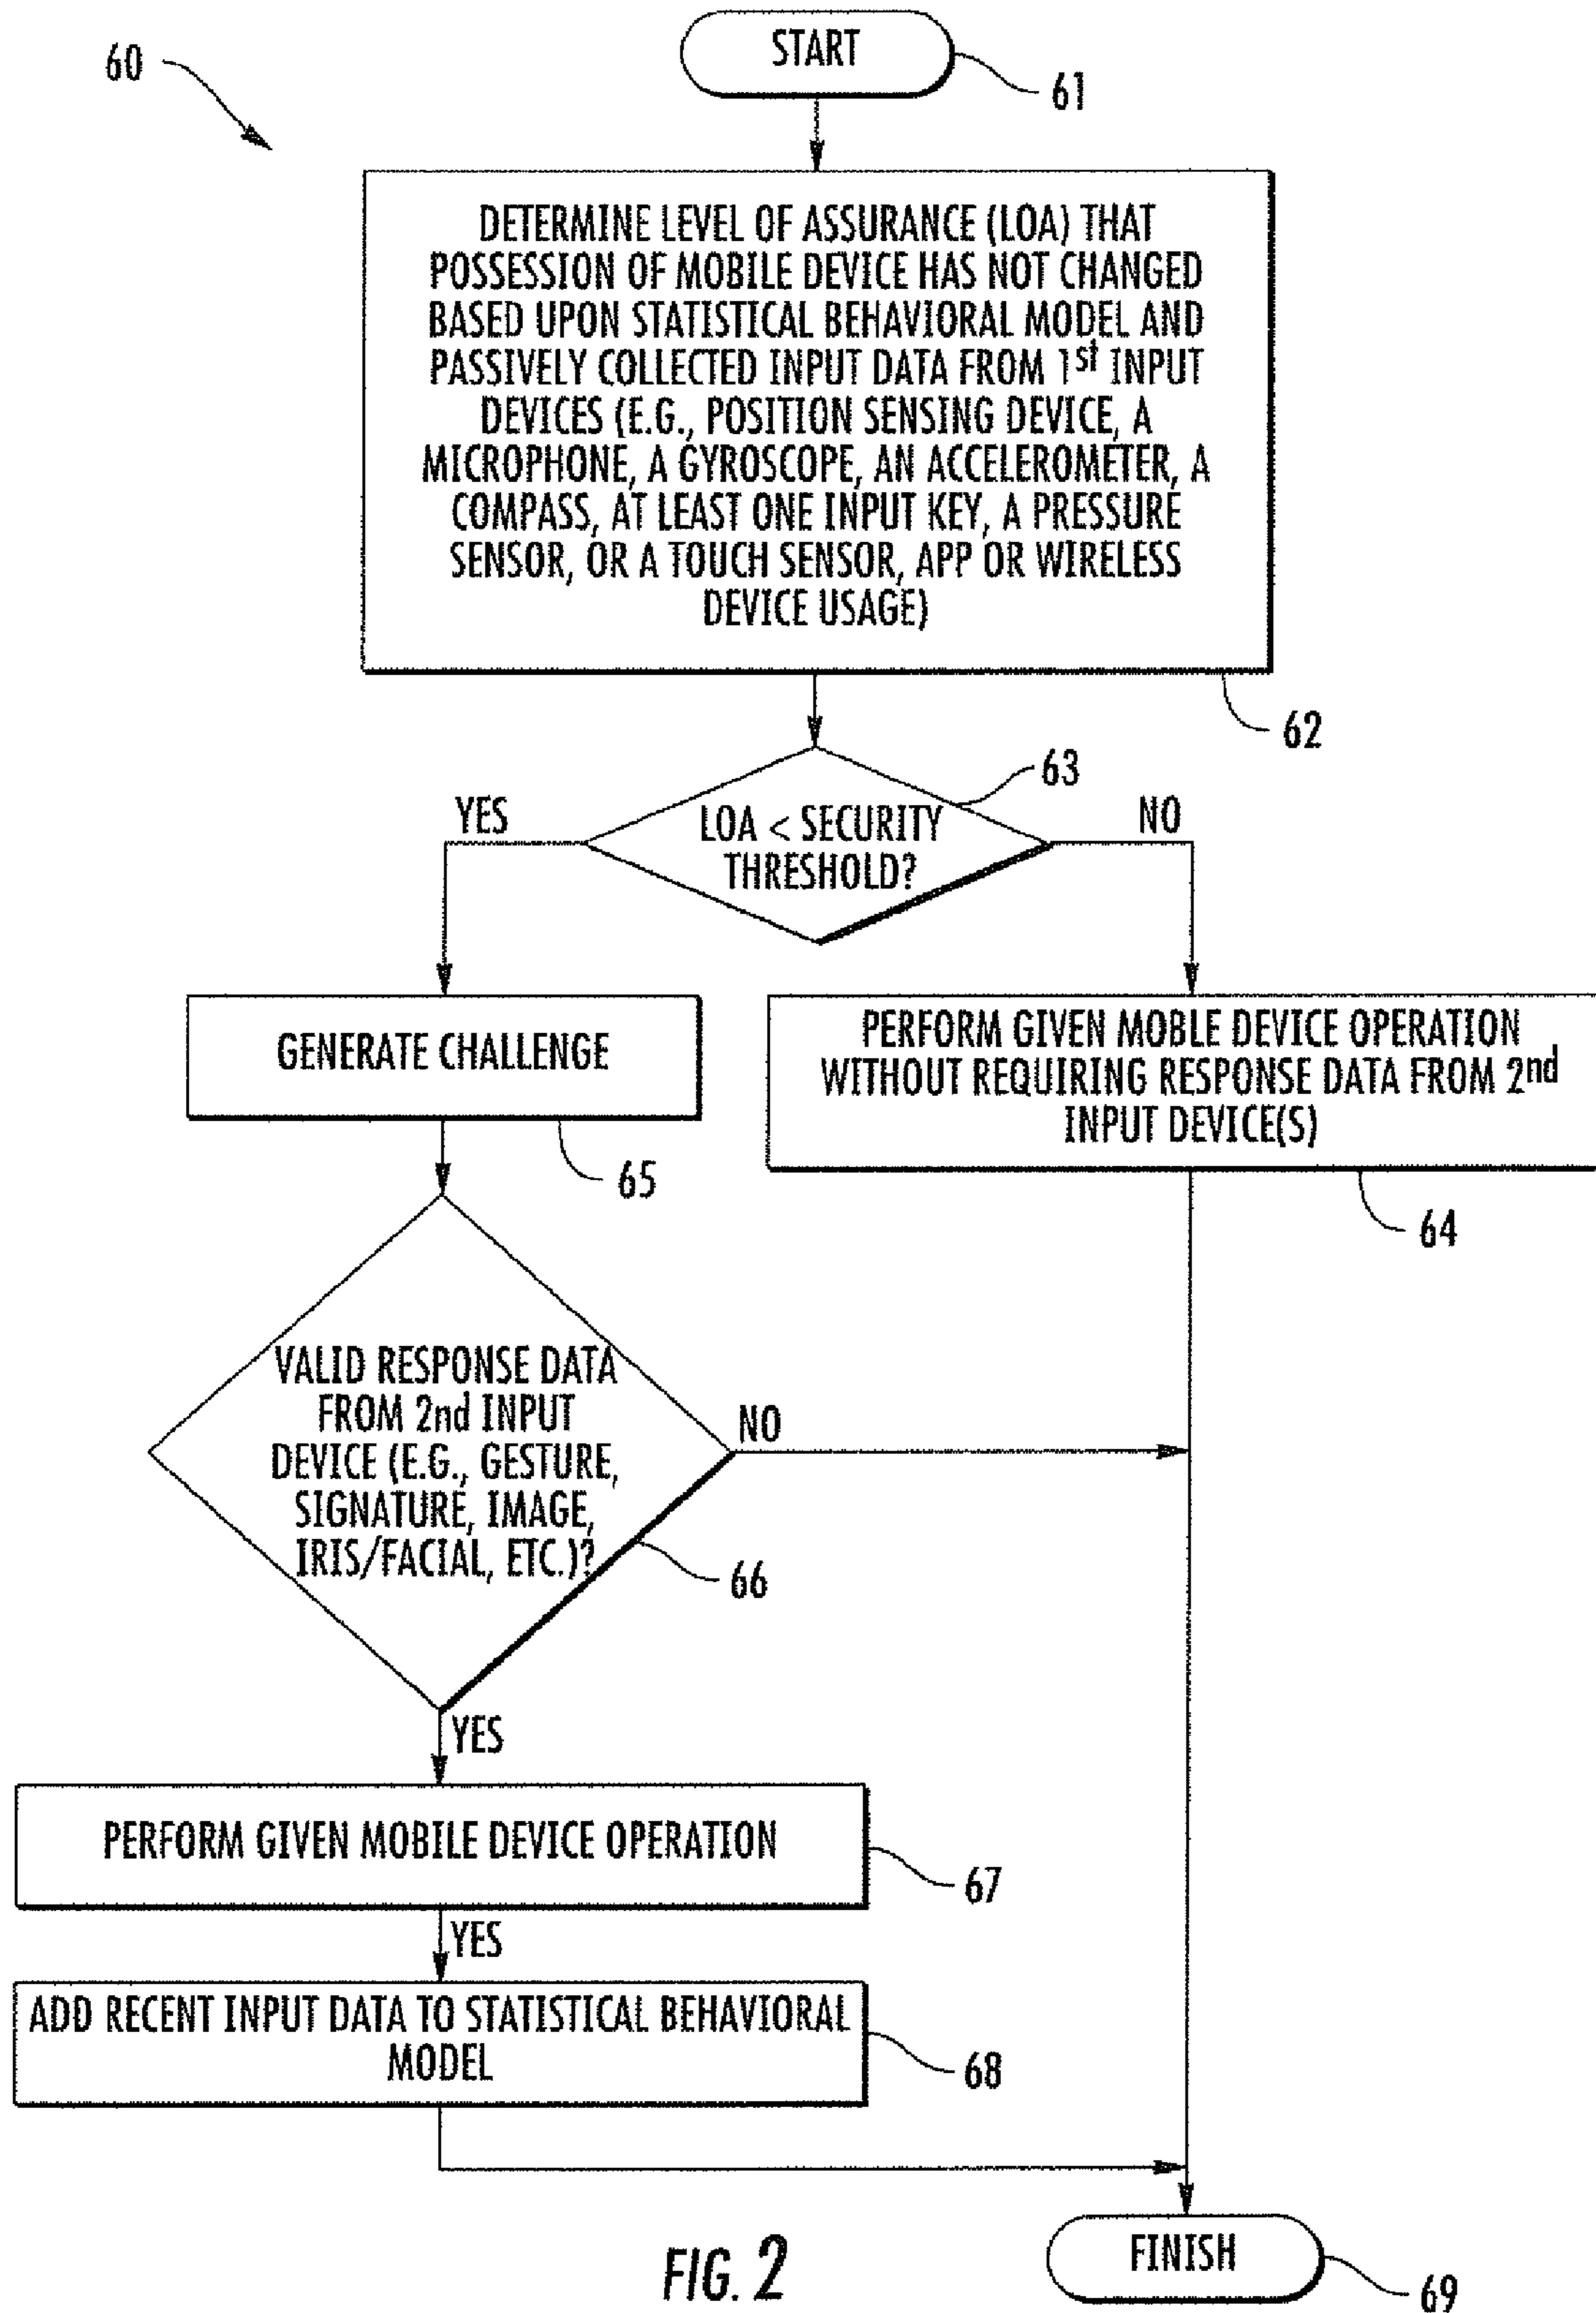 60
START
61
DETERMINE LEVEL OF ASSURANCE (LOA) THAT
POSSESSION OF MOBILE DEVICE HAS NOT CHANGED
BASED UPON STATISTICAL BEHAVIORAL MODEL AND
PASSIVELY COLLECTED INPUT DATA FROM 1st INPUT
DEVICES (E.G., POSITION SENSING DEVICE, A
MICROPHONE, A GYROSCOPE, AN ACCELEROMETER, A
COMPASS, AT LEAST ONE INPUT KEY, A PRESSURE
SENSOR, OR A TOUCH SENSOR, APP OR WIRELESS
DEVICE USAGE)
62
63
YES
LOA < SECURITY
THRESHOLD?
NO
GENERATE CHALLENGE
65
PERFORM GIVEN MOBLE DEVICE OPERATION
WITHOUT REQUIRING RESPONSE DATA FROM 2nd
INPUT DEVICE(S)
64
VALID RESPONSE DATA
FROM 2nd INPUT
DEVICE (E.G., GESTURE,
SIGNATURE, IMAGE,
IRIS/FACIAL, ETC.)?
NO
66
YES
PERFORM GIVEN MOBILE DEVICE OPERATION
67
YES
ADD RECENT INPUT DATA TO STATISTICAL BEHAVIORAL
MODEL
68
FINISH
69
FIG. 2